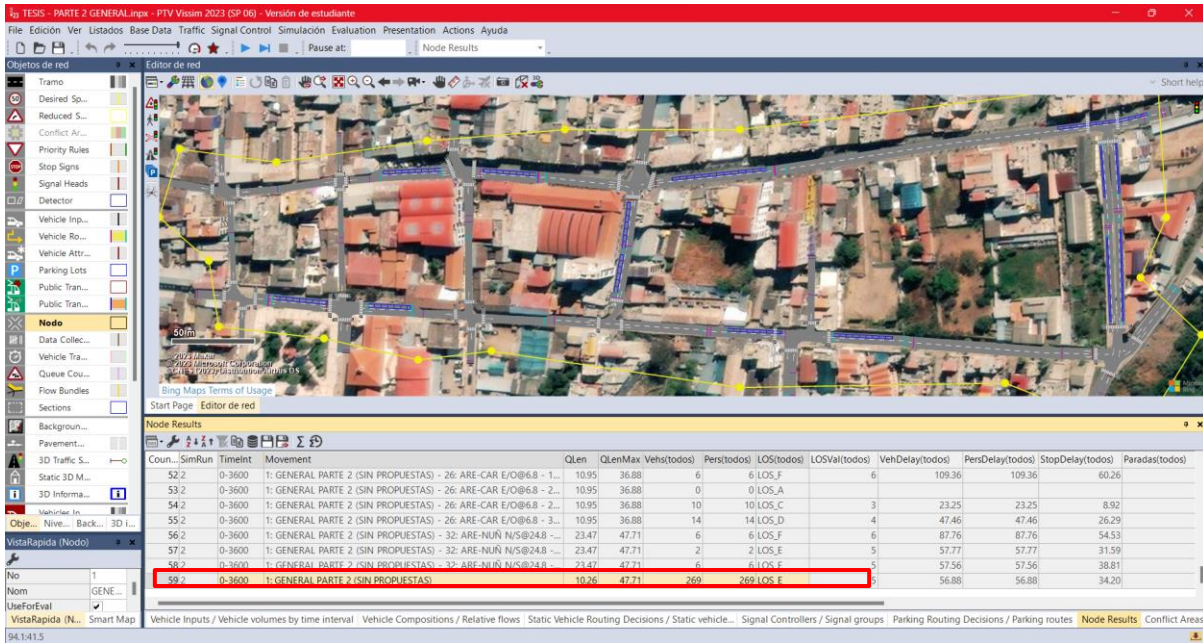 TESIS - PARTE 2 GENERAL.inpx - PTV Vissim 2023 (SP 06) - Versión de estudiante
File Edición Ver Listados Base Data Traffic Signal Control Simulación Evaluation Presentation Actions Ayuda
Pause at: Node Results
Objetos de red
Editor de red
Short help
Tramo
Desired Sp...
Reduced S...
Conflict Ar...
Priority Rules
Stop Signs
Signal Heads
Detector
Vehicle Inp...
Vehicle Ro...
Vehicle Attr...
Parking Lots
Public Tran...
Public Tran...
Nodo
Data Collec...
Vehicle Tra...
Queue Cou...
Flow Bundles
Sections
Backgroun...
Pavement...
3D Traffic S...
Static 3D M...
3D Informa...
Vehicles In
Obje... Nive... Back... 3D i...
50 m
Bing Maps Terms of Usage
Start Page Editor de red
Node Results
Coun... SimRun TimeInt Movement QLen QLenMax Vehs(todos) Pers(todos) LOS(todos) LOSVal(todos) VehDelay(todos) PersDelay(todos) StopDelay(todos) Paradas(todos)
52 2 0-3600 1: GENERAL PARTE 2 (SIN PROPUESTAS) - 26: ARE-CAR E/O@6.8 - 1... 10.95 36.88 6 6 LOS_F 6 109.36 109.36 60.26
53 2 0-3600 1: GENERAL PARTE 2 (SIN PROPUESTAS) - 26: ARE-CAR E/O@6.8 - 2... 10.95 36.88 0 0 LOS_A
54 2 0-3600 1: GENERAL PARTE 2 (SIN PROPUESTAS) - 26: ARE-CAR E/O@6.8 - 2... 10.95 36.88 10 10 LOS_C 3 23.25 23.25 8.92
55 2 0-3600 1: GENERAL PARTE 2 (SIN PROPUESTAS) - 26: ARE-CAR E/O@6.8 - 3... 10.95 36.88 14 14 LOS_D 4 47.46 47.46 26.29
56 2 0-3600 1: GENERAL PARTE 2 (SIN PROPUESTAS) - 32: ARE-NUÑ N/S@24.8 -... 23.47 47.71 6 6 LOS_F 6 87.76 87.76 54.53
57 2 0-3600 1: GENERAL PARTE 2 (SIN PROPUESTAS) - 32: ARE-NUÑ N/S@24.8 -... 23.47 47.71 2 2 LOS_E 5 57.77 57.77 31.59
58 2 0-3600 1: GENERAL PARTE 2 (SIN PROPUESTAS) - 32: ARE-NUÑ N/S@24.8 -... 23.47 47.71 6 6 LOS_E 5 57.56 57.56 38.81
59 2 0-3600 1: GENERAL PARTE 2 (SIN PROPUESTAS) 10.26 47.71 269 269 LOS_E 5 56.88 56.88 34.20
VistaRapida (Nodo)
No 1
Nom GENE...
UseForEval
VistaRapida (N... Smart Map
Vehicle Inputs / Vehicle volumes by time interval Vehicle Compositions / Relative flows Static Vehicle Routing Decisions / Static vehicle... Signal Controllers / Signal groups Parking Routing Decisions / Parking routes Node Results Conflict Area
94.1:41.5